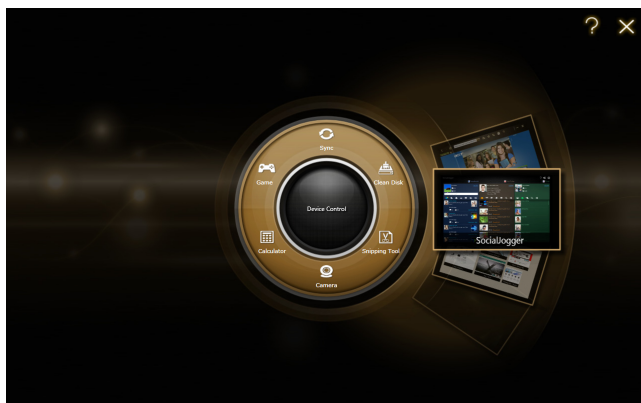 ? ×
Sync
Game
Clean Disk
Device Control
SocialJogger
Calculator
Snipping Tool
Camera